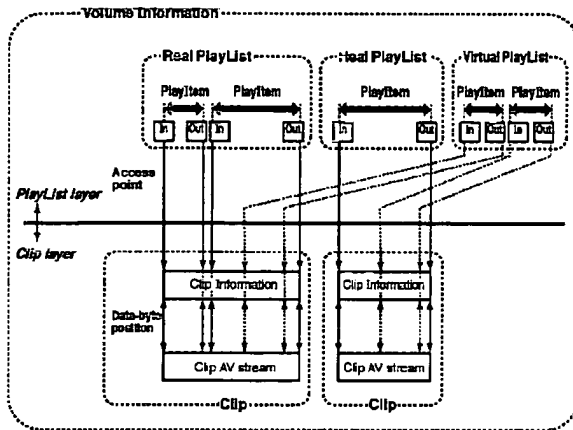 Volume Information
Real PlayList
Real PlayList
Virtual PlayList
PlayItem
PlayItem
PlayItem
PlayItem
PlayItem
In
Out
In
Out
In
Out
In
Out
In
Out
Access
point
PlayList layer
Clip layer
Clip Information
Clip Information
Data-byte
position
Clip AV stream
Clip AV stream
Clip
Clip